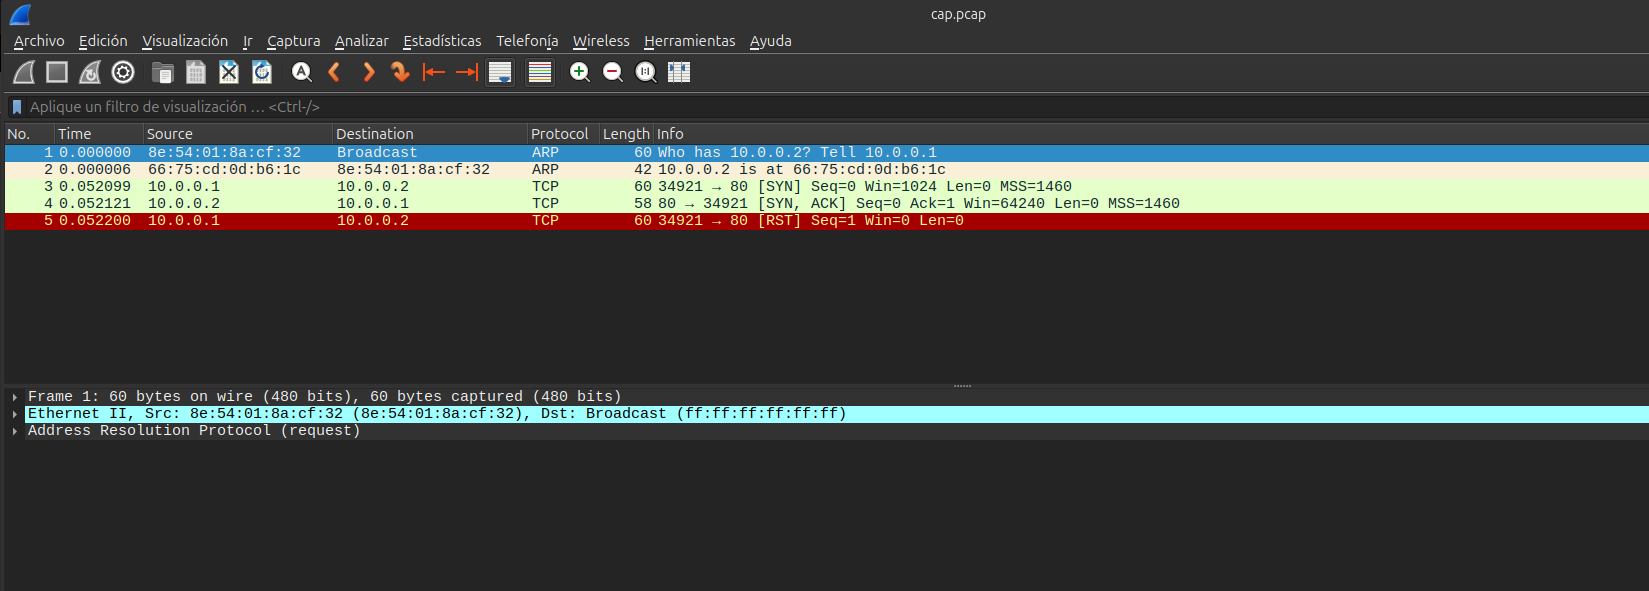 cap.pcap
Archivo Edición Visualización Ir Captura Analizar Estadísticas Telefonía Wireless Herramientas Ayuda
Aplique un filtro de visualización … <Ctrl-/>
No. Time Source Destination Protocol Length Info
1 0.000000 8e:54:01:8a:cf:32 Broadcast ARP 60 Who has 10.0.0.2? Tell 10.0.0.1
2 0.000006 66:75:cd:0d:b6:1c 8e:54:01:8a:cf:32 ARP 42 10.0.0.2 is at 66:75:cd:0d:b6:1c
3 0.052099 10.0.0.1 10.0.0.2 TCP 60 34921 → 80 [SYN] Seq=0 Win=1024 Len=0 MSS=1460
4 0.052121 10.0.0.2 10.0.0.1 TCP 58 80 → 34921 [SYN, ACK] Seq=0 Ack=1 Win=64240 Len=0 MSS=1460
5 0.052200 10.0.0.1 10.0.0.2 TCP 60 34921 → 80 [RST] Seq=1 Win=0 Len=0
Frame 1: 60 bytes on wire (480 bits), 60 bytes captured (480 bits)
Ethernet II, Src: 8e:54:01:8a:cf:32 (8e:54:01:8a:cf:32), Dst: Broadcast (ff:ff:ff:ff:ff:ff)
Address Resolution Protocol (request)